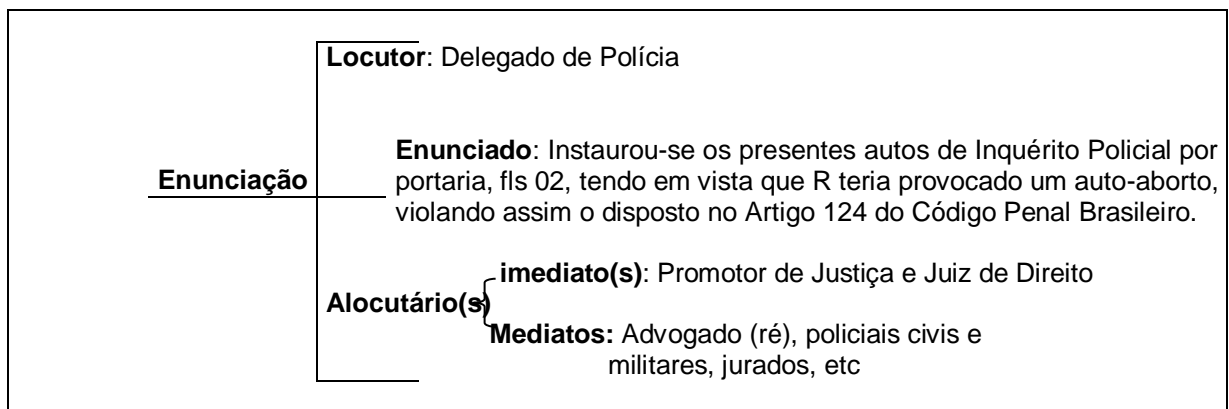 Locutor: Delegado de Polícia
Enunciado: Instaurou-se os presentes autos de Inquérito Policial por
Enunciação
portaria, fls 02, tendo em vista que R teria provocado um auto-aborto,
violando assim o disposto no Artigo 124 do Código Penal Brasileiro.
imediato(s): Promotor de Justiça e Juiz de Direito
Alocutário(s)
Mediatos: Advogado (ré), policiais civis e
militares, jurados, etc